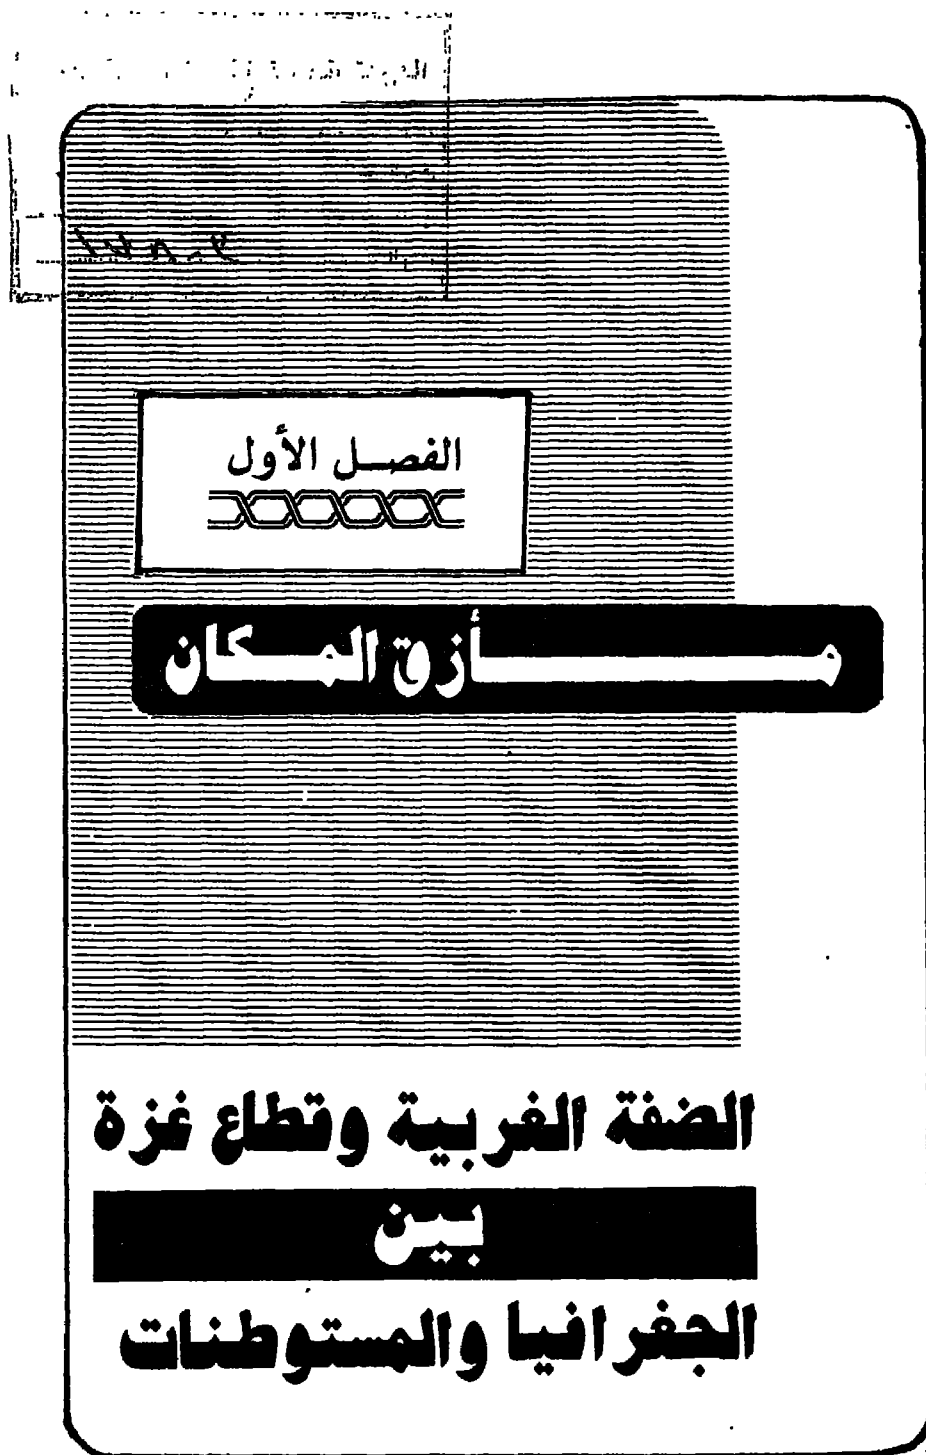 الفصل الأول
مأزق المكان
الضفة الغربية وقطاع غزة
بين
الجغرافيا والمستوطنات